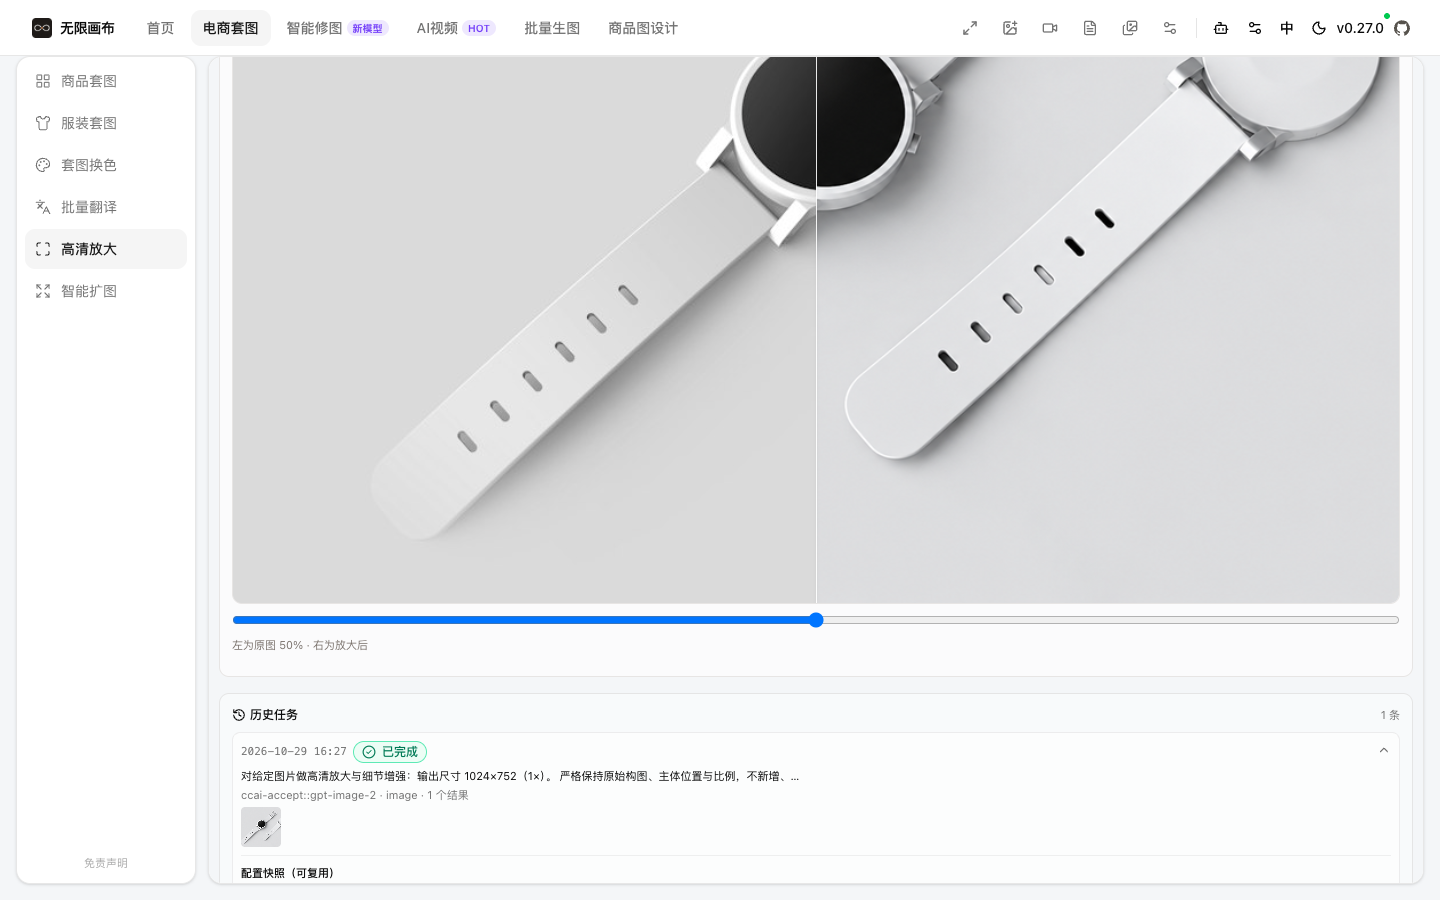 无限画布
首页
电商套图
智能修图 新模型
AI视频 HOT
批量生图
商品图设计
中
v0.27.0
商品套图
服装套图
套图换色
批量翻译
高清放大
智能扩图
免责声明
左为原图 50% · 右为放大后
历史任务
1 条
2026-10-29 16:27 已完成
对给定图片做高清放大与细节增强：输出尺寸 1024×752（1×）。 严格保持原始构图、主体位置与比例，不新增、...
ccai-accept::gpt-image-2 · image · 1 个结果
配置快照（可复用）